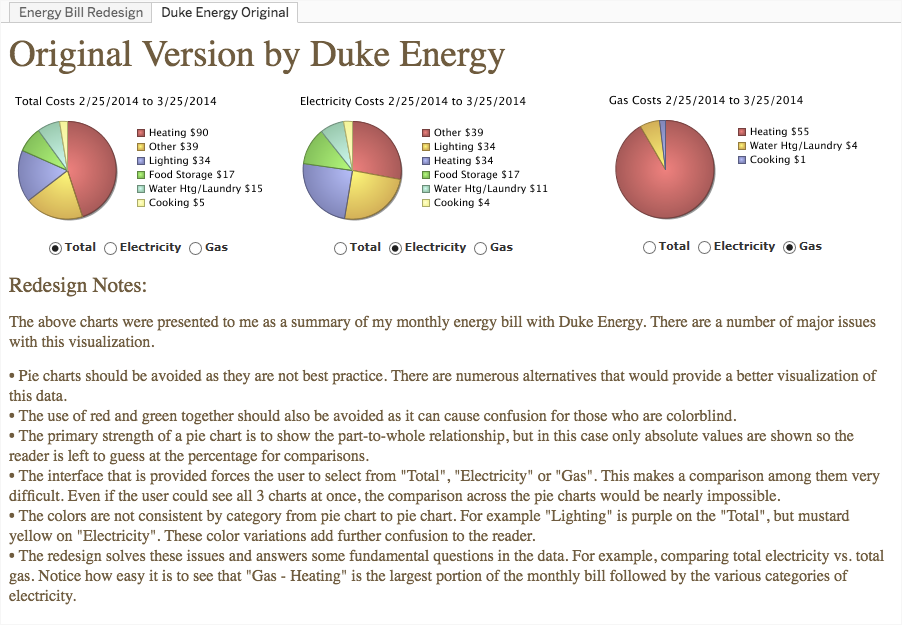 Energy Bill Redesign
Duke Energy Original
Original Version by Duke Energy
Total Costs 2/25/2014 to 3/25/2014
Heating $90
Other $39
Lighting $34
Food Storage $17
Water Htg/Laundry $15
Cooking $5
Total Electricity Gas
Electricity Costs 2/25/2014 to 3/25/2014
Other $39
Lighting $34
Heating $34
Food Storage $17
Water Htg/Laundry $11
Cooking $4
Total Electricity Gas
Gas Costs 2/25/2014 to 3/25/2014
Heating $55
Water Htg/Laundry $4
Cooking $1
Total Electricity Gas
Redesign Notes:
The above charts were presented to me as a summary of my monthly energy bill with Duke Energy. There are a number of major issues
with this visualization.
• Pie charts should be avoided as they are not best practice. There are numerous alternatives that would provide a better visualization of
this data.
• The use of red and green together should also be avoided as it can cause confusion for those who are colorblind.
• The primary strength of a pie chart is to show the part-to-whole relationship, but in this case only absolute values are shown so the
reader is left to guess at the percentage for comparisons.
• The interface that is provided forces the user to select from "Total", "Electricity" or "Gas". This makes a comparison among them very
difficult. Even if the user could see all 3 charts at once, the comparison across the pie charts would be nearly impossible.
• The colors are not consistent by category from pie chart to pie chart. For example "Lighting" is purple on the "Total", but mustard
yellow on "Electricity". These color variations add further confusion to the reader.
• The redesign solves these issues and answers some fundamental questions in the data. For example, comparing total electricity vs. total
gas. Notice how easy it is to see that "Gas - Heating" is the largest portion of the monthly bill followed by the various categories of
electricity.